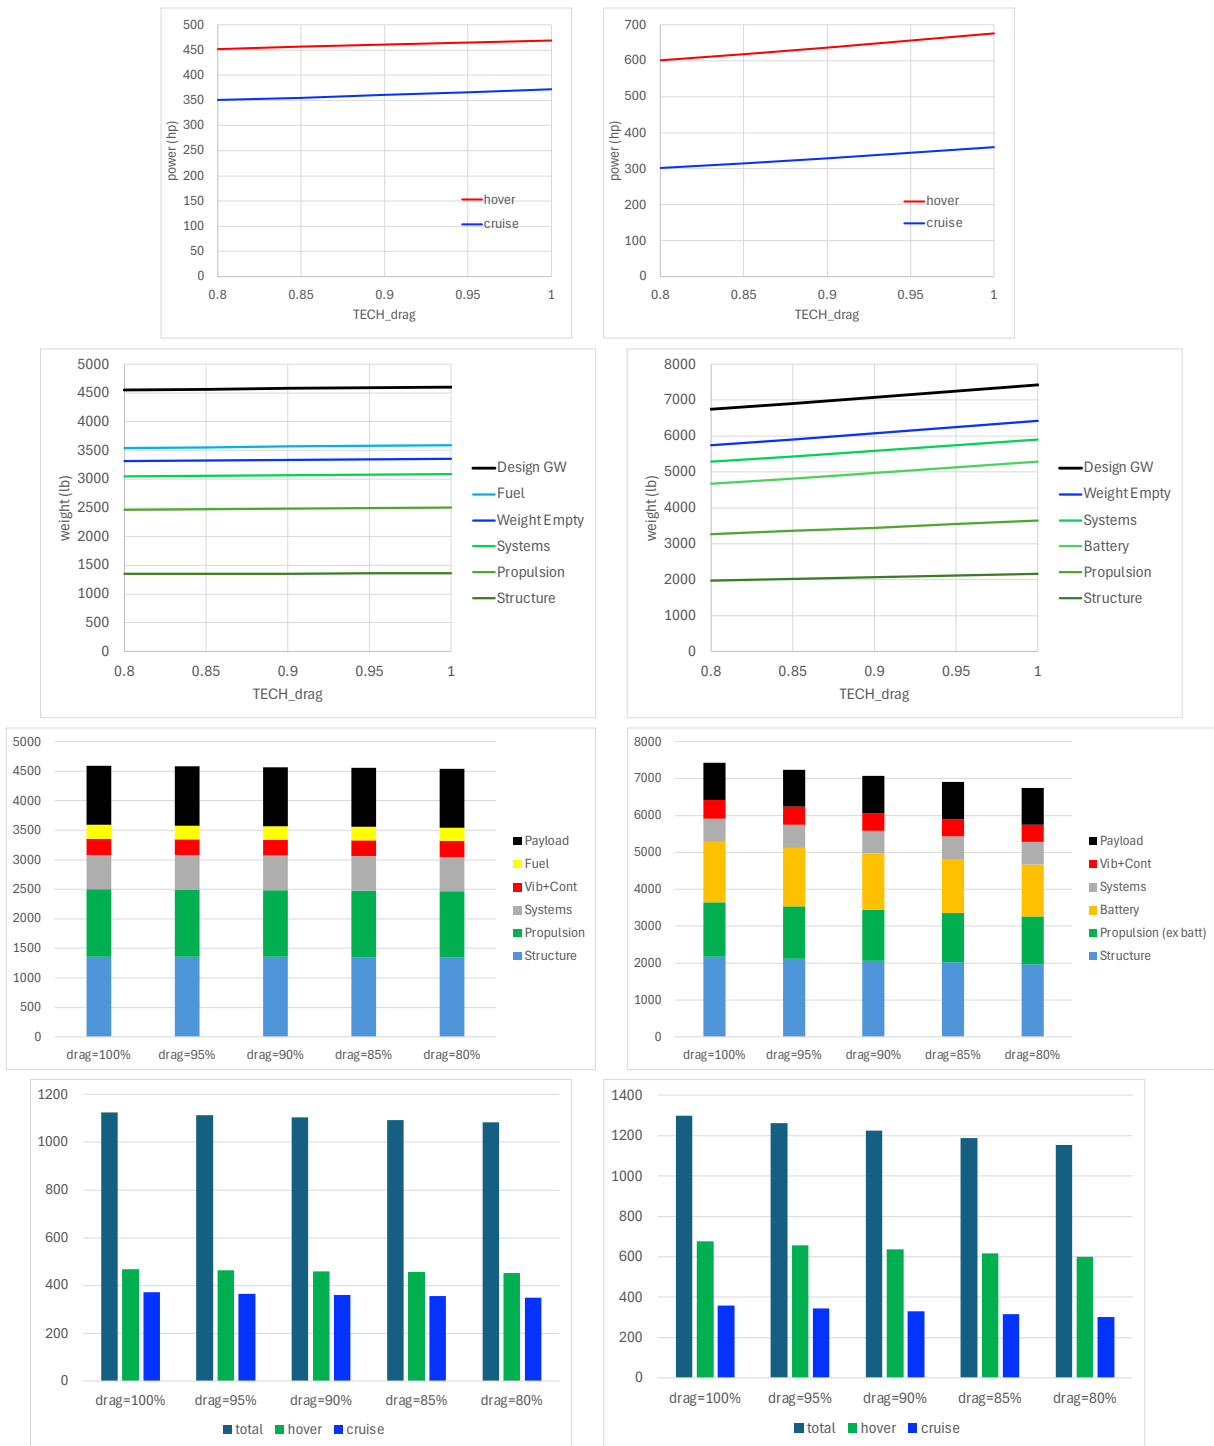 500
450
400
350
300
250
200
150
100
50
0
power (hp)
hover
cruise
0.8 0.85 0.9 0.95 1
TECH_drag
700
600
500
400
300
200
100
0
power (hp)
hover
cruise
0.8 0.85 0.9 0.95 1
TECH_drag
5000
4500
4000
3500
3000
2500
2000
1500
1000
500
0
weight (lb)
Design GW
Fuel
Weight Empty
Systems
Propulsion
Structure
0.8 0.85 0.9 0.95 1
TECH_drag
8000
7000
6000
5000
4000
3000
2000
1000
0
weight (lb)
Design GW
Weight Empty
Systems
Battery
Propulsion
Structure
0.8 0.85 0.9 0.95 1
TECH_drag
5000
4500
4000
3500
3000
2500
2000
1500
1000
500
0
Payload
Fuel
Vib+Cont
Systems
Propulsion
Structure
drag=100% drag=95% drag=90% drag=85% drag=80%
8000
7000
6000
5000
4000
3000
2000
1000
0
Payload
Vib+Cont
Systems
Battery
Propulsion (ex batt)
Structure
drag=100% drag=95% drag=90% drag=85% drag=80%
1200
1000
800
600
400
200
0
drag=100% drag=95% drag=90% drag=85% drag=80%
total hover cruise
1400
1200
1000
800
600
400
200
0
drag=100% drag=95% drag=90% drag=85% drag=80%
total hover cruise